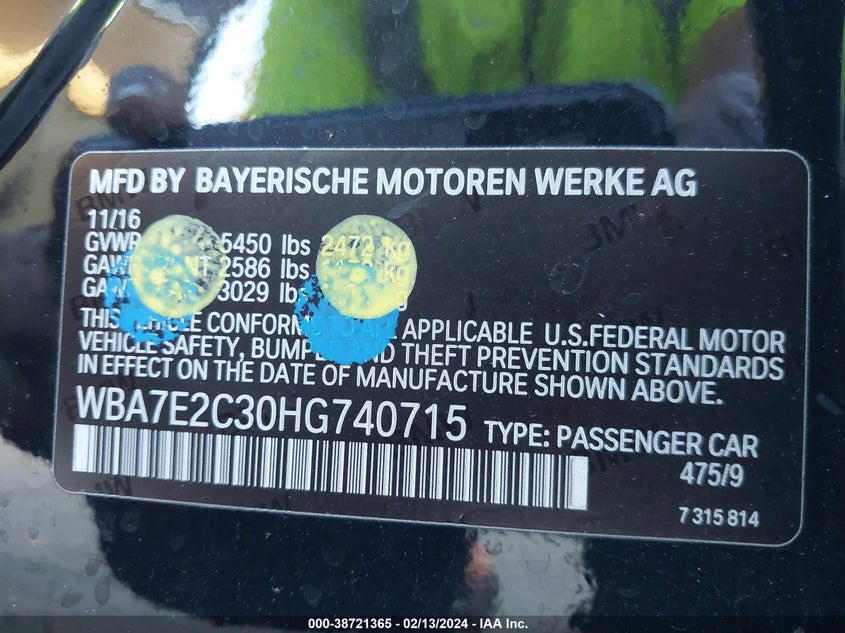 MFD BY BAYERISCHE MOTOREN WERKE AG
11/16
GVWR 5450 lbs 2472 kg
2586 lbs kg
3029 lbs
THIS VEHICLE CONFORMS TO ALL APPLICABLE U.S.FEDERAL MOTOR
VEHICLE SAFETY, BUMPER AND THEFT PREVENTION STANDARDS
IN EFFECT ON THE DATE OF MANUFACTURE SHOWN ABOVE.
WBA7E2C30HG740715 TYPE: PASSENGER CAR
475/9
7 315 814
000-38721365 - 02/13/2024 - IAA Inc.